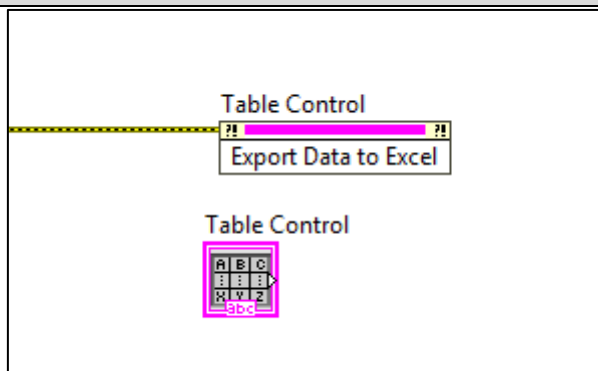 Table Control
?! ?!
Export Data to Excel
Table Control
A B C
X Y Z
abc